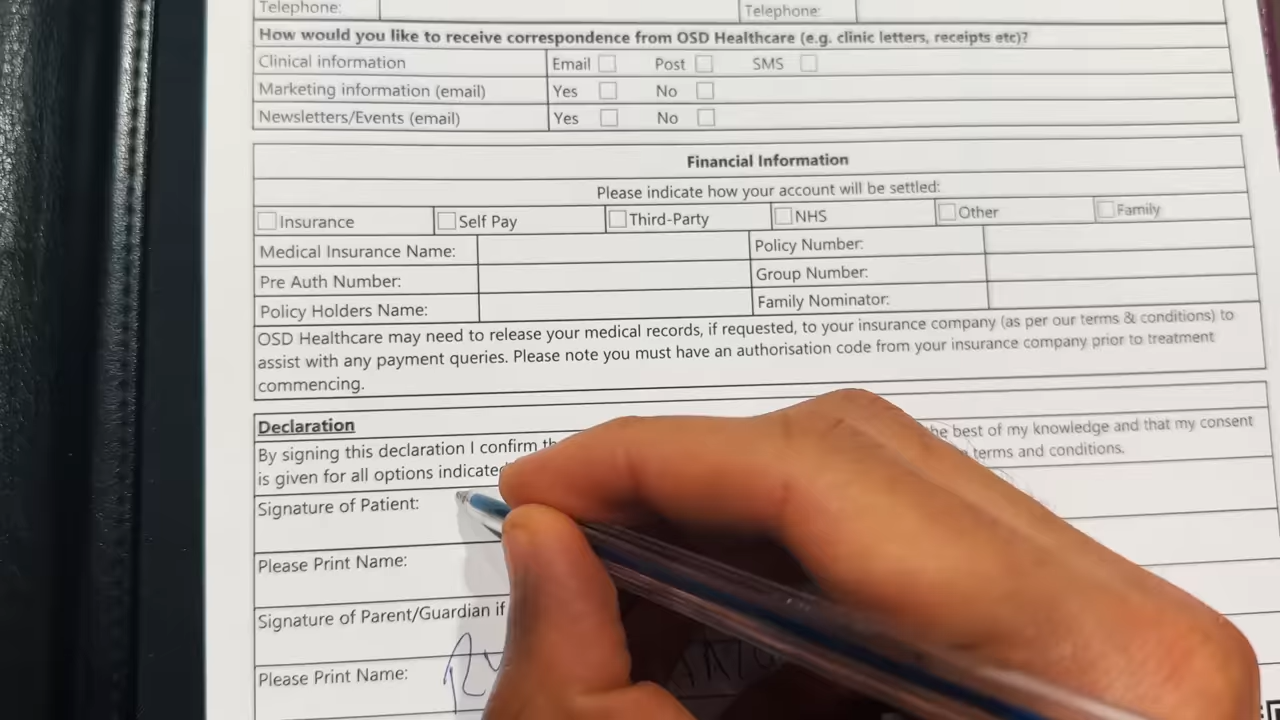 Telephone: Telephone:
How would you like to receive correspondence from OSD Healthcare (e.g. clinic letters, receipts etc)?
Clinical information Email Post SMS
Marketing information (email) Yes No
Newsletters/Events (email) Yes No
Financial Information
Please indicate how your account will be settled:
Insurance Self Pay Third-Party NHS Other Family
Medical Insurance Name: Policy Number:
Pre Auth Number: Group Number:
Policy Holders Name: Family Nominator:
OSD Healthcare may need to release your medical records, if requested, to your insurance company (as per our terms & conditions) to
assist with any payment queries. Please note you must have an authorisation code from your insurance company prior to treatment
commencing.
Declaration
By signing this declaration I confirm the best of my knowledge and that my consent
is given for all options indicated terms and conditions.
Signature of Patient:
Please Print Name:
Signature of Parent/Guardian if
Please Print Name: